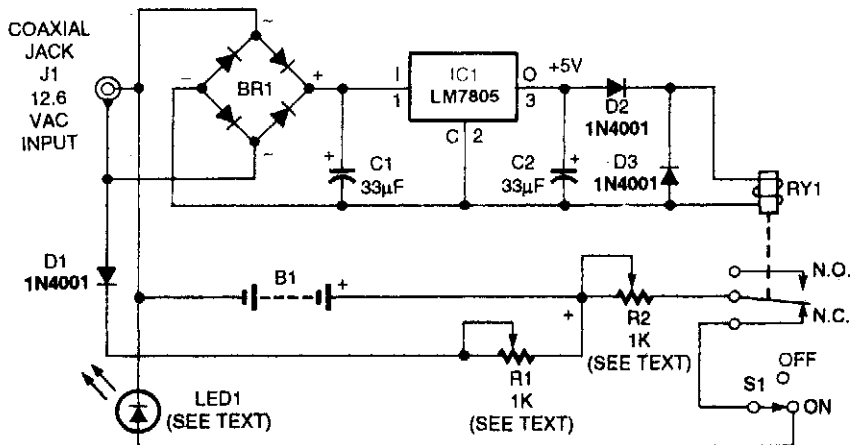 COAXIAL
JACK
J1
12.6
VAC
INPUT
~
−
BR1
+
~
I
1
IC1
LM7805
O
3
C
2
+5V
D2
1N4001
+
C1
33µF
C2
33µF
+
D3
1N4001
RY1
D1
1N4001
B1
+
+
R2
1K
(SEE TEXT)
N.O.
N.C.
R1
1K
(SEE TEXT)
OFF
S1
ON
LED1
(SEE TEXT)